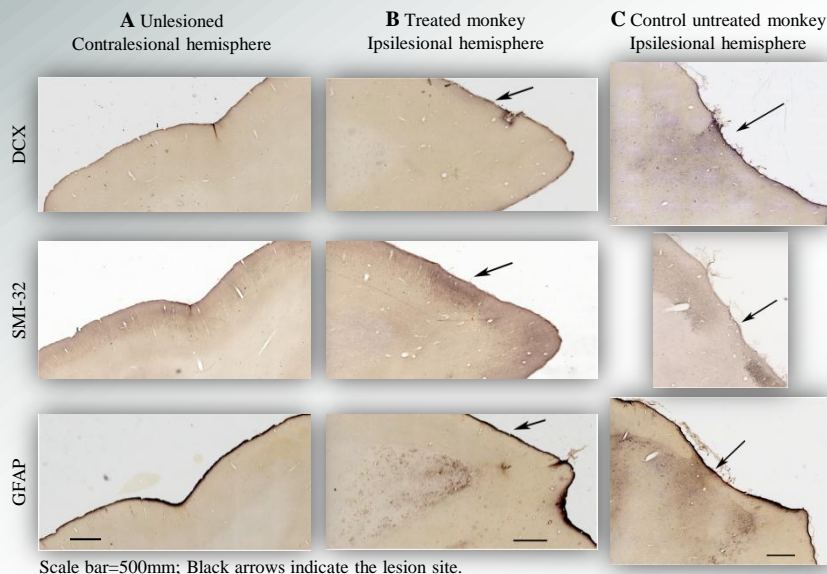 A Unlesioned
Contralesional hemisphere
B Treated monkey
Ipsilesional hemisphere
C Control untreated monkey
Ipsilesional hemisphere
DCX
SMI-32
GFAP
Scale bar=500mm; Black arrows indicate the lesion site.